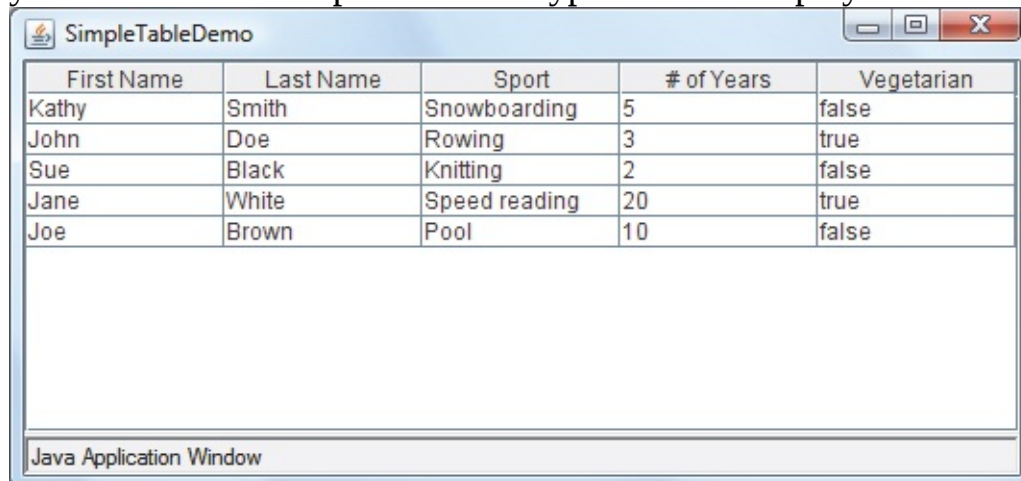 SimpleTableDemo
First Name Last Name Sport # of Years Vegetarian
Kathy Smith Snowboarding 5 false
John Doe Rowing 3 true
Sue Black Knitting 2 false
Jane White Speed reading 20 true
Joe Brown Pool 10 false
Java Application Window